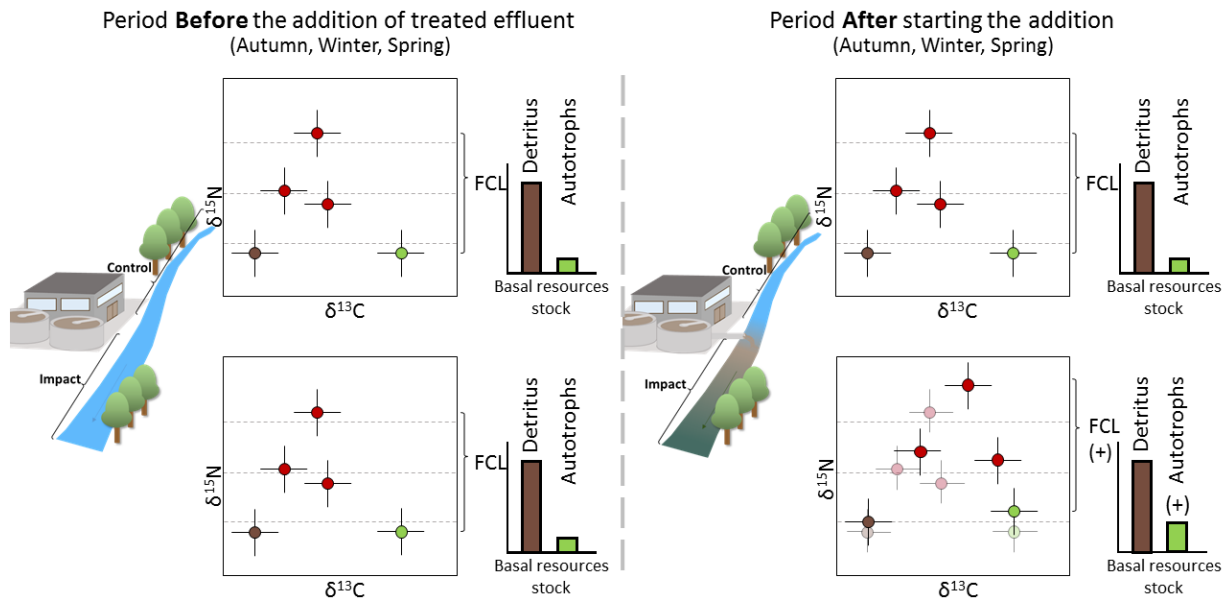 Period Before the addition of treated effluent
(Autumn, Winter, Spring)
Period After starting the addition
(Autumn, Winter, Spring)
δ¹⁵N
δ¹³C
FCL
Detritus
Autotrophs
Basal resources
stock
Control
Impact
δ¹⁵N
δ¹³C
FCL
Detritus
Autotrophs
Basal resources
stock
δ¹⁵N
δ¹³C
FCL
Detritus
Autotrophs
Basal resources
stock
Control
Impact
δ¹⁵N
δ¹³C
FCL
(+)
Detritus
Autotrophs
(+)
Basal resources
stock